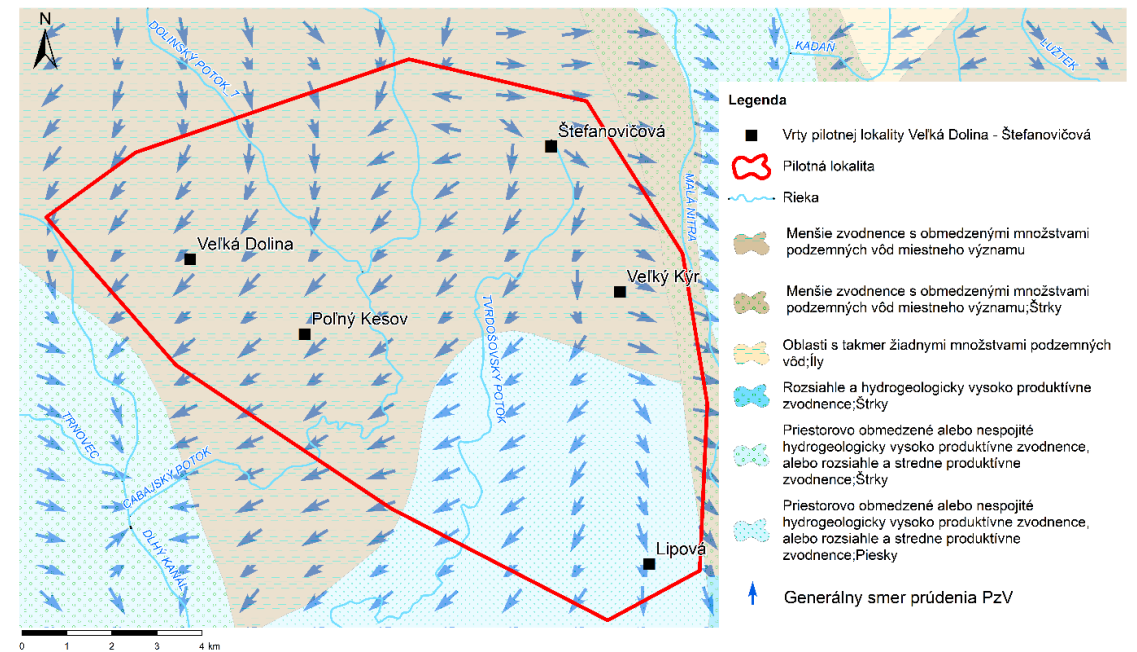 N
DOLINSKÝ POTOK_7
KADAŇ
LUŽTEK
Štefanovičová
MALÁ NITRA
Veľká Dolina
Veľký Kýr
Poľný Kesov
TVRDOŠOVSKÝ POTOK
TRNOVEC
CABAJSKÝ POTOK
DLHÝ KANÁL
Lipová
0 1 2 3 4 km
Legenda
Vrty pilotnej lokality Veľká Dolina - Štefanovičová
Pilotná lokalita
Rieka
Menšie zvodnence s obmedzenými množstvami
podzemných vôd miestneho významu
Menšie zvodnence s obmedzenými množstvami
podzemných vôd miestneho významu;Štrky
Oblasti s takmer žiadnymi množstvami podzemných
vôd;Íly
Rozsiahle a hydrogeologicky vysoko produktívne
zvodnence;Štrky
Priestorovo obmedzené alebo nespojité
hydrogeologicky vysoko produktívne zvodnence,
alebo rozsiahle a stredne produktívne
zvodnence;Štrky
Priestorovo obmedzené alebo nespojité
hydrogeologicky vysoko produktívne zvodnence,
alebo rozsiahle a stredne produktívne
zvodnence;Piesky
Generálny smer prúdenia PzV